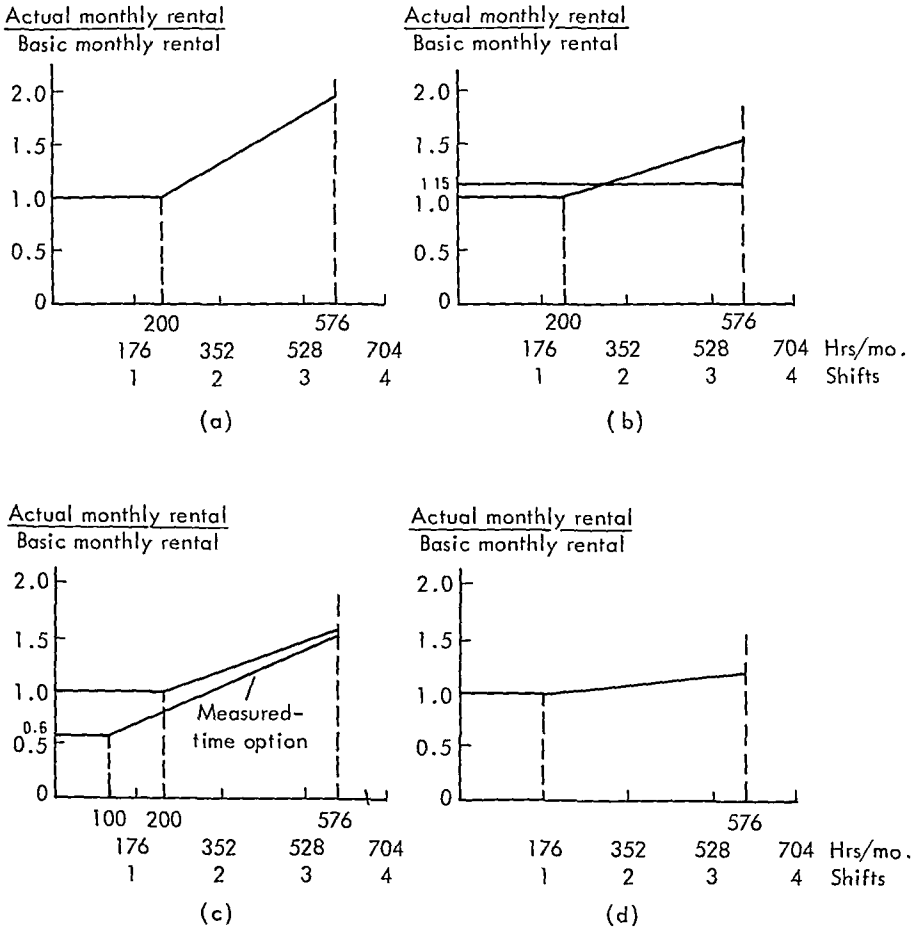 Actual monthly rental
Basic monthly rental
2.0
1.5
1.0
0.5
0
200 576
176 352 528 704
1 2 3 4
(a)
Actual monthly rental
Basic monthly rental
2.0
1.5
1 15
1.0
0.5
0
200 576
176 352 528 704 Hrs/mo.
1 2 3 4 Shifts
(b)
Actual monthly rental
Basic monthly rental
2.0
1.5
1.0
0.6
0.5
0
Measured-
time option
100 200 576
176 352 528 704
1 2 3 4
(c)
Actual monthly rental
Basic monthly rental
2.0
1.5
1.0
0.5
0
576
176 352 528 704 Hrs/mo.
1 2 3 4 Shifts
(d)